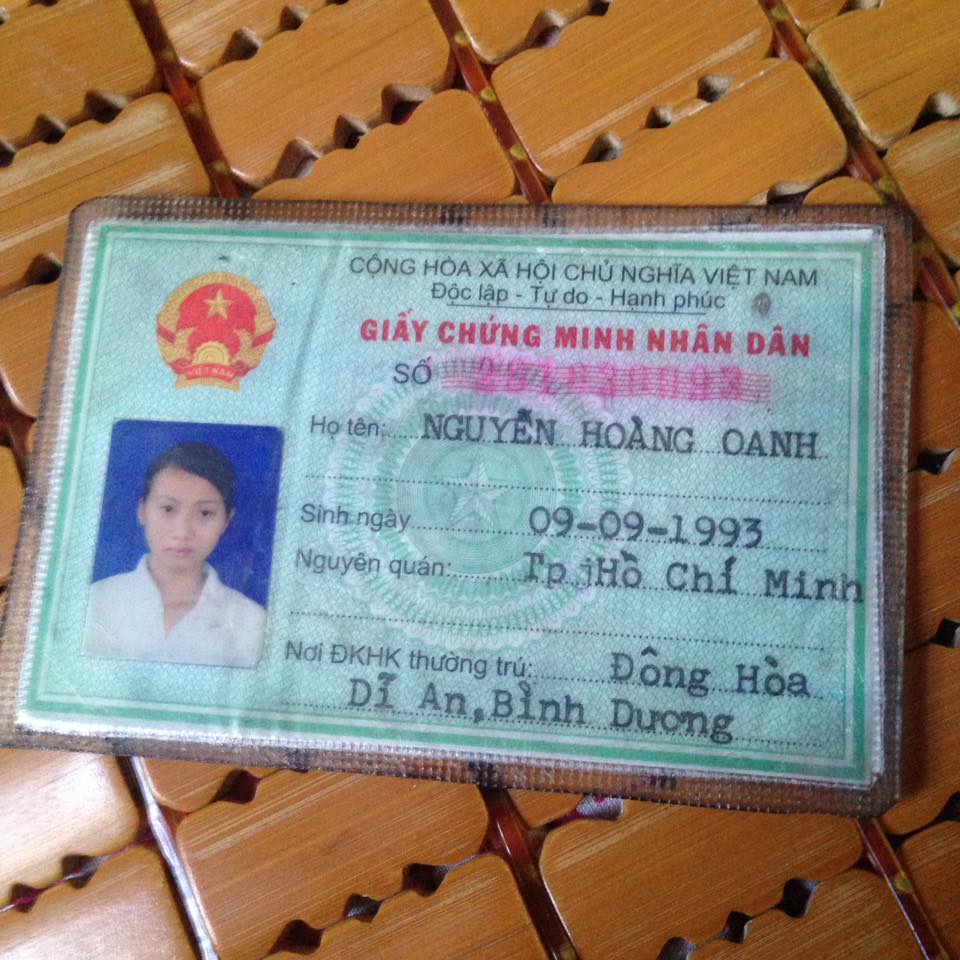 CỘNG HÒA XÃ HỘI CHỦ NGHĨA VIỆT NAM
Độc lập - Tự do - Hạnh phúc
GIẤY CHỨNG MINH NHÂN DÂN
SỐ
Họ tên: NGUYỄN HOÀNG OANH
Sinh ngày 09-09-1993
Nguyên quán: Tp.Hồ Chí Minh
Nơi ĐKHK thường trú: Đông Hòa
Dĩ An,Bình Dương
VIỆT NAM